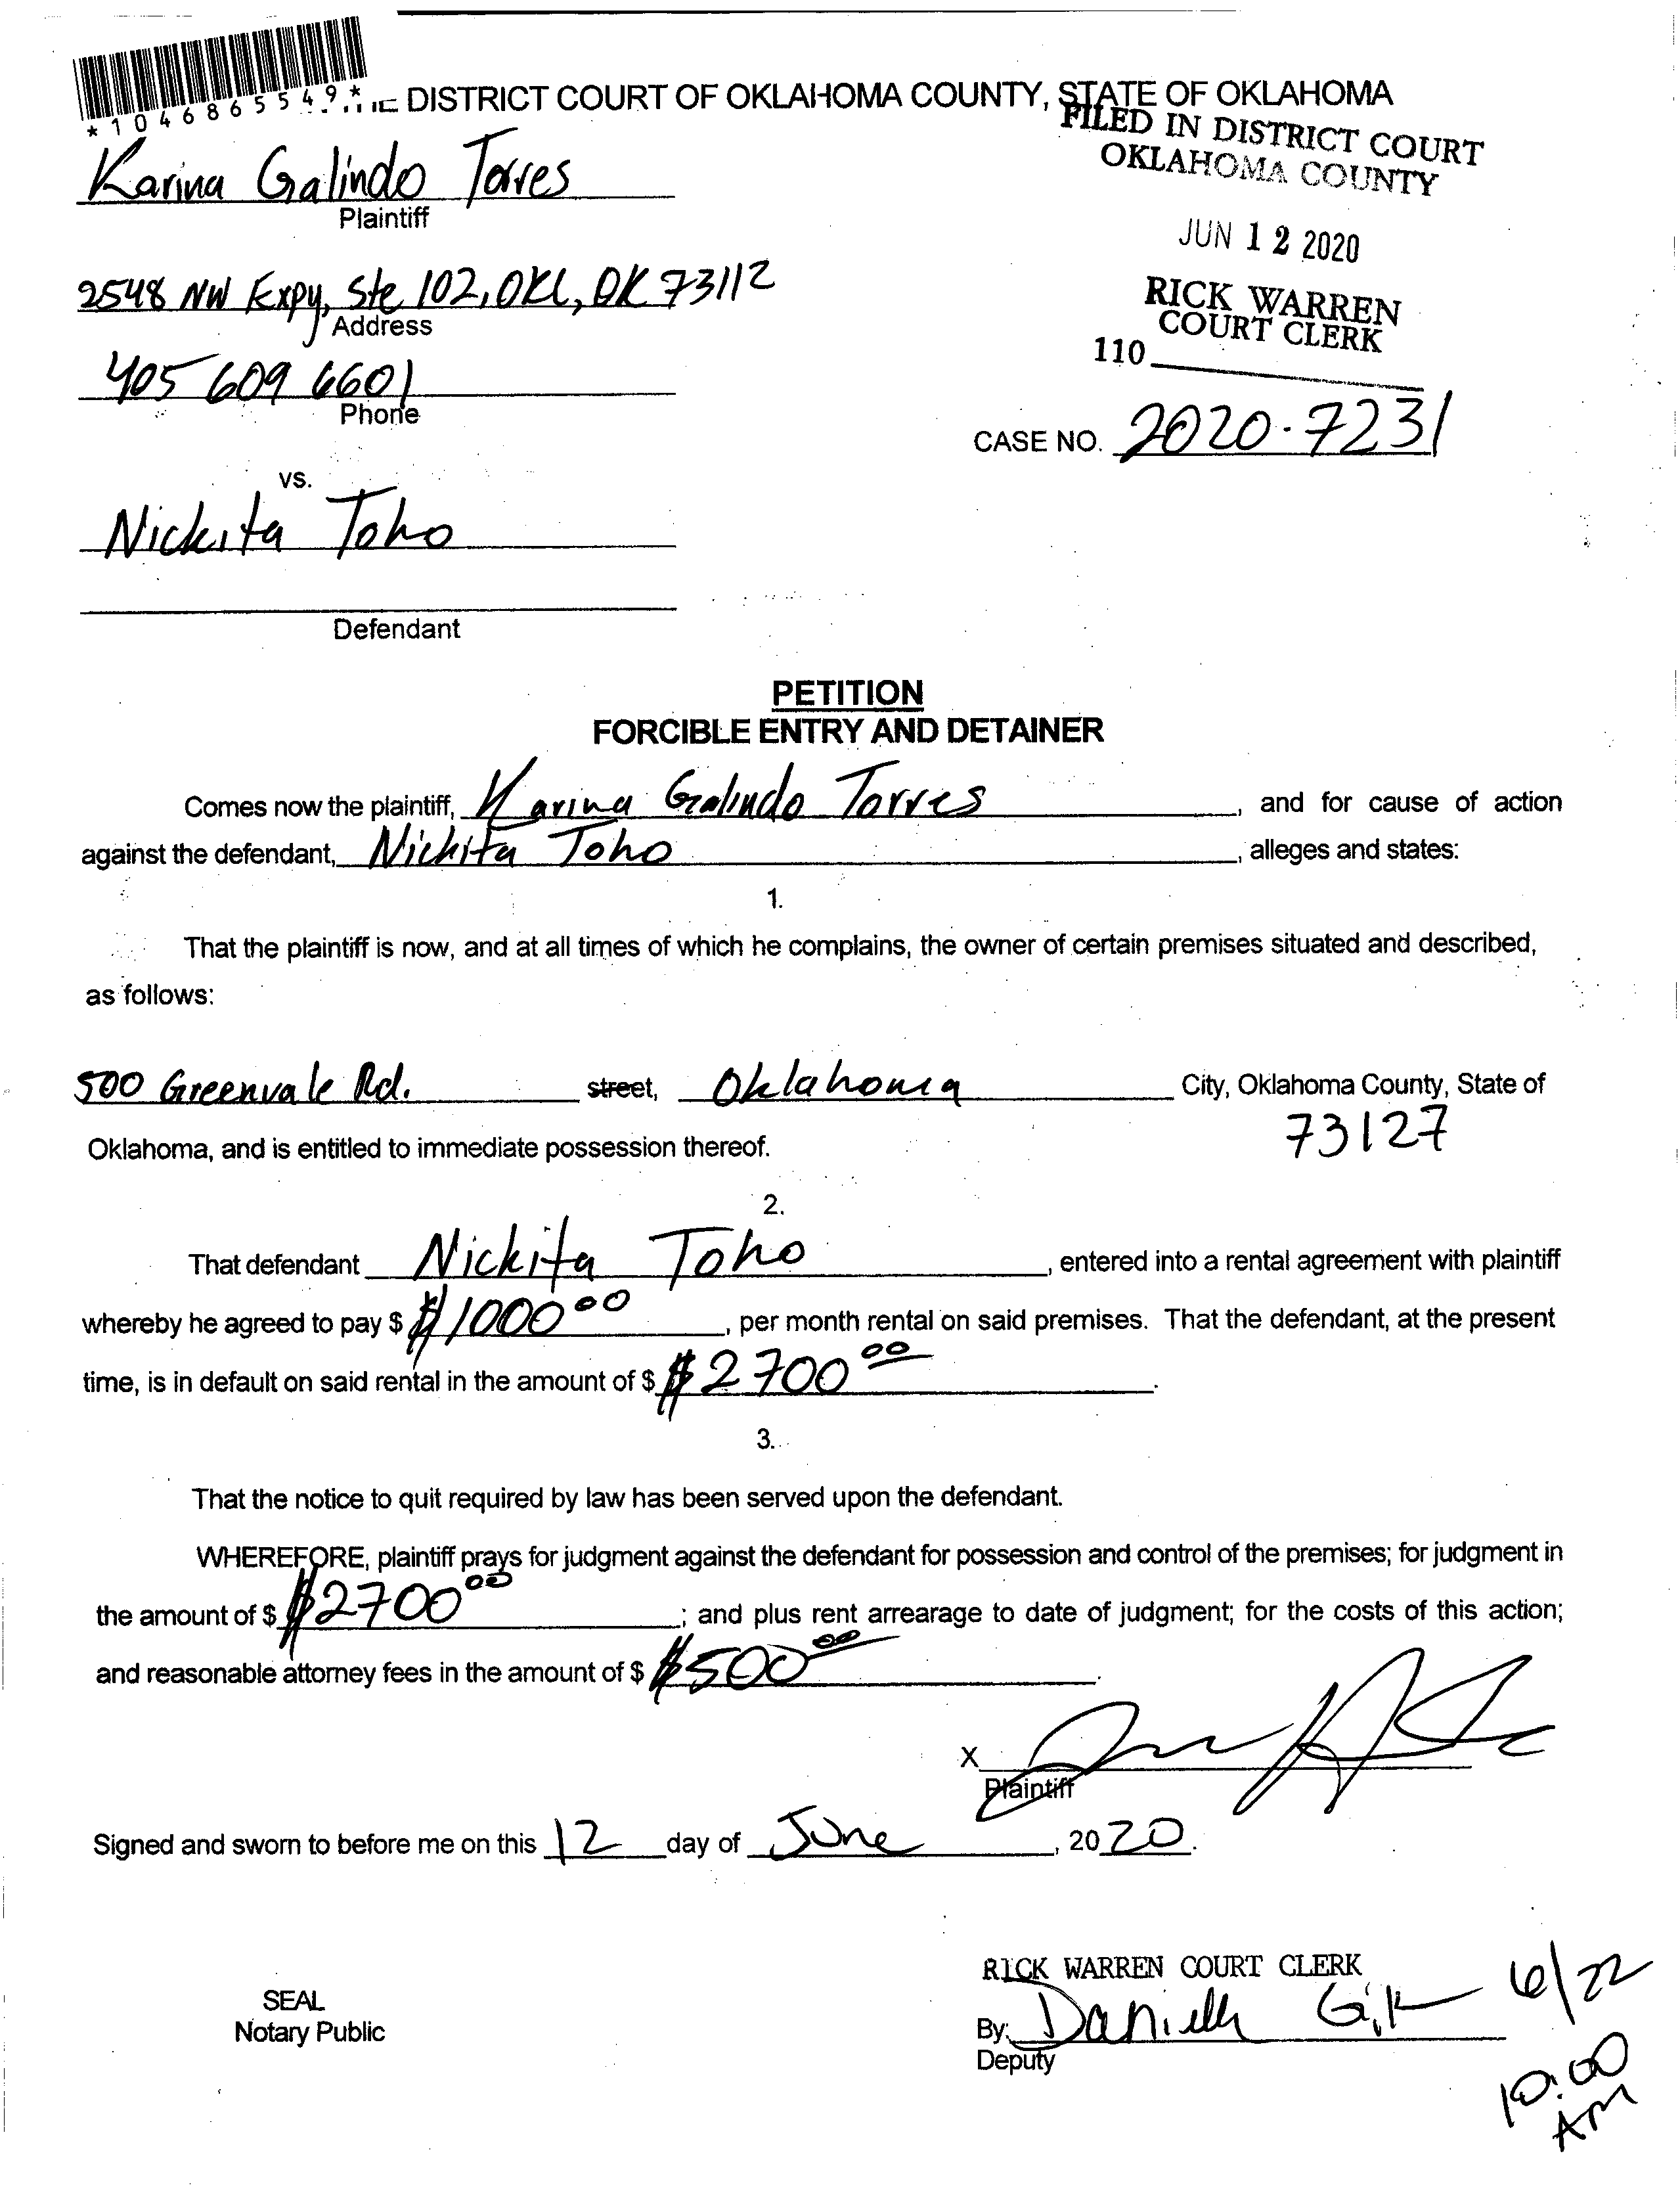 *1046865549*
DISTRICT COURT OF OKLAHOMA COUNTY, STATE OF OKLAHOMA
FILED IN DISTRICT COURT
OKLAHOMA COUNTY
Karina Galindo Torres
Plaintiff
JUN 12 2020
2548 NW Expy, Ste 102, OKC, OK 73112
Address
RICK WARREN
COURT CLERK
110
405 609 6601
Phone
CASE NO. 2020-7231
vs.
Nickita Toho
Defendant
PETITION
FORCIBLE ENTRY AND DETAINER
Comes now the plaintiff, Karina Galindo Torres, and for cause of action
against the defendant, Nickita Toho, alleges and states:
1.
That the plaintiff is now, and at all times of which he complains, the owner of certain premises situated and described,
as follows:
500 Greenvale Rd. street, Oklahoma City, Oklahoma County, State of
73127
Oklahoma, and is entitled to immediate possession thereof.
2.
That defendant Nickita Toho, entered into a rental agreement with plaintiff
whereby he agreed to pay $ $1000 00, per month rental on said premises. That the defendant, at the present
time, is in default on said rental in the amount of $ $2700 00.
3.
That the notice to quit required by law has been served upon the defendant.
WHEREFORE, plaintiff prays for judgment against the defendant for possession and control of the premises; for judgment in
the amount of $ $2700 00; and plus rent arrearage to date of judgment; for the costs of this action;
and reasonable attorney fees in the amount of $ $500 00.
X
Plaintiff
Signed and sworn to before me on this 12 day of June, 2020.
RICK WARREN COURT CLERK
6/22
SEAL
Notary Public
By:
Deputy
10:00
AM